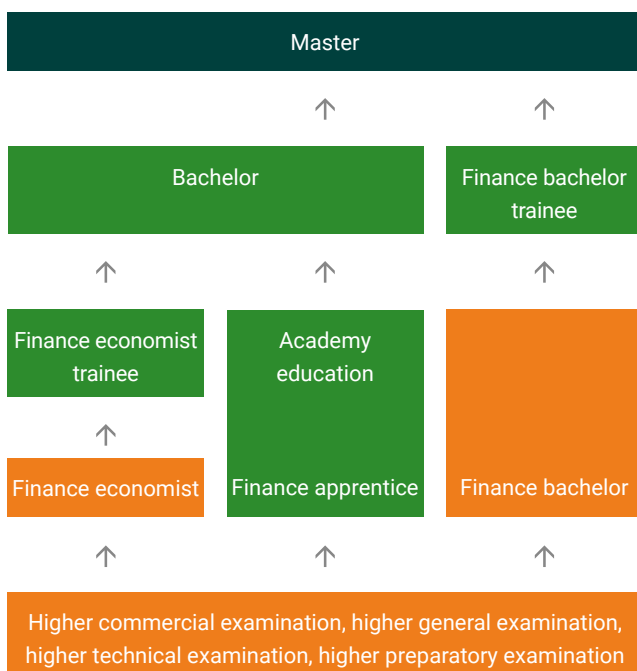 Master
Bachelor
Finance bachelor
trainee
Finance economist
trainee
Academy
education
Finance economist
Finance apprentice
Finance bachelor
Higher commercial examination, higher general examination,
higher technical examination, higher preparatory examination